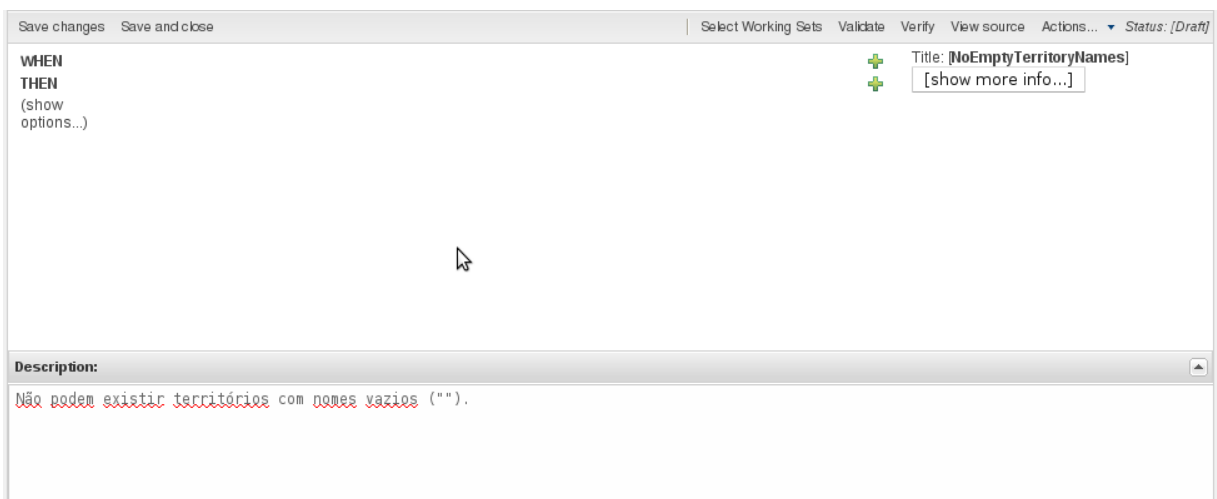 Save changes Save and close Select Working Sets Validate Verify View source Actions... Status: [Draft]
WHEN
Title: [NoEmptyTerritoryNames]
THEN
[show more info...]
(show
options...)
Description:
Não podem existir territórios com nomes vazios ("").